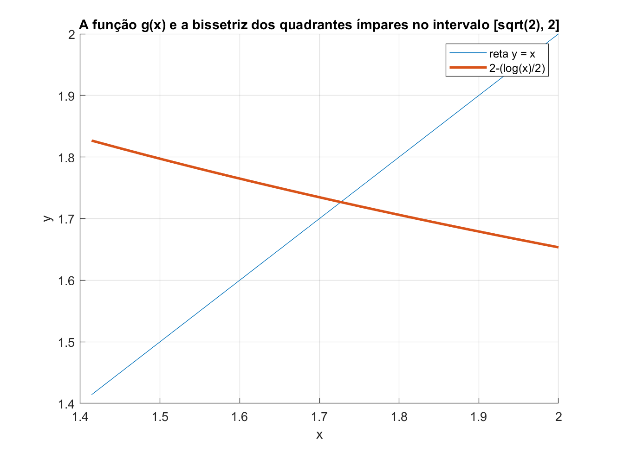 A função g(x) e a bissetriz dos quadrantes ímpares no intervalo [sqrt(2), 2]
reta y = x
2-(log(x)/2)
2
1.9
1.8
1.7
1.6
1.5
1.4
y
1.4
1.5
1.6
1.7
1.8
1.9
2
x